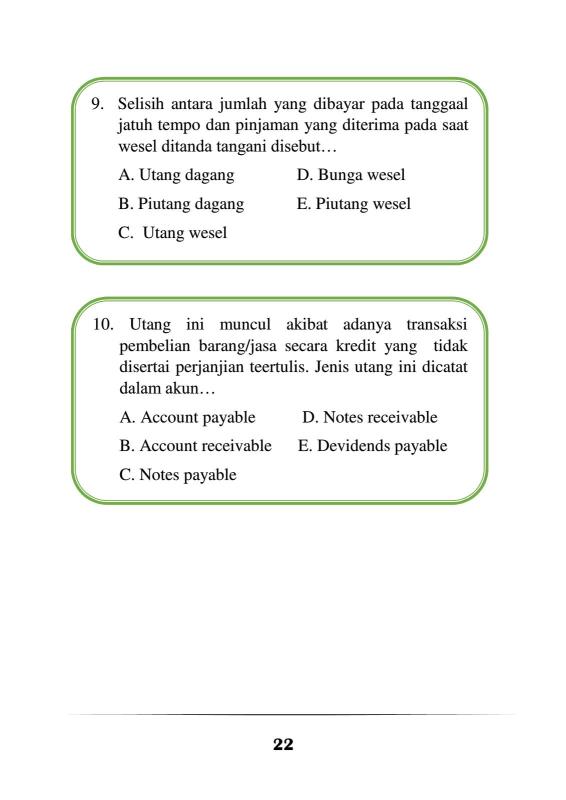 9. Selisih antara jumlah yang dibayar pada tanggaal
jatuh tempo dan pinjaman yang diterima pada saat
wesel ditanda tangani disebut…
A. Utang dagang D. Bunga wesel
B. Piutang dagang E. Piutang wesel
C. Utang wesel
10. Utang ini muncul akibat adanya transaksi
pembelian barang/jasa secara kredit yang tidak
disertai perjanjian teertulis. Jenis utang ini dicatat
dalam akun…
A. Account payable D. Notes receivable
B. Account receivable E. Devidends payable
C. Notes payable
22